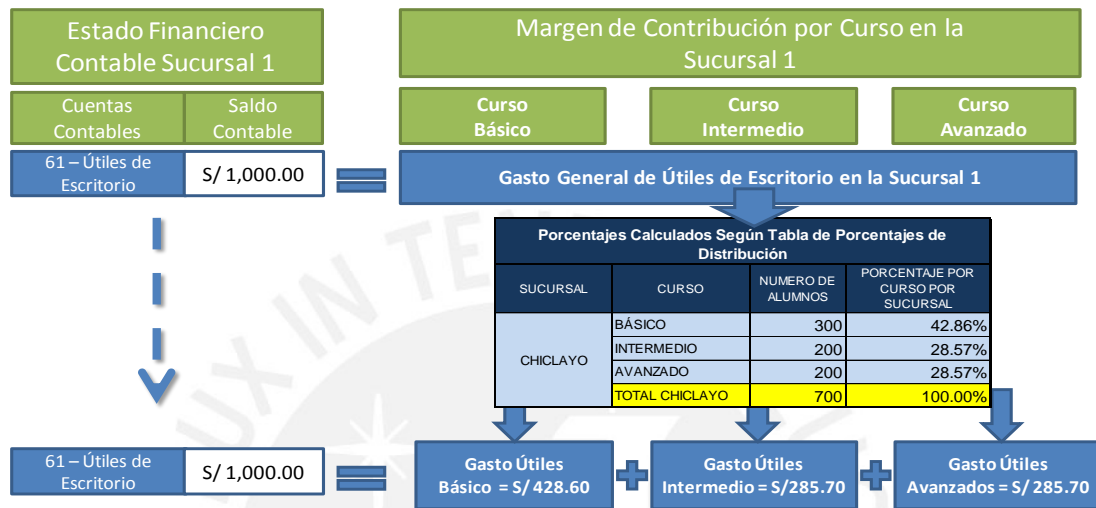 Estado Financiero
Contable Sucursal 1
Margen de Contribución por Curso en la
Sucursal 1
Cuentas
Contables
Saldo
Contable
Curso
Básico
Curso
Intermedio
Curso
Avanzado
61 – Útiles de
Escritorio
S/ 1,000.00
Gasto General de Útiles de Escritorio en la Sucursal 1
Porcentajes Calculados Según Tabla de Porcentajes de
Distribución
SUCURSAL
CURSO
NUMERO DE
ALUMNOS
PORCENTAJE POR
CURSO POR
SUCURSAL
CHICLAYO
BÁSICO 300 42.86%
INTERMEDIO 200 28.57%
AVANZADO 200 28.57%
TOTAL CHICLAYO 700 100.00%
61 – Útiles de
Escritorio
S/ 1,000.00
Gasto Útiles
Básico = S/ 428.60
Gasto Útiles
Intermedio = S/285.70
Gasto Útiles
Avanzados = S/ 285.70
LUX IN TE